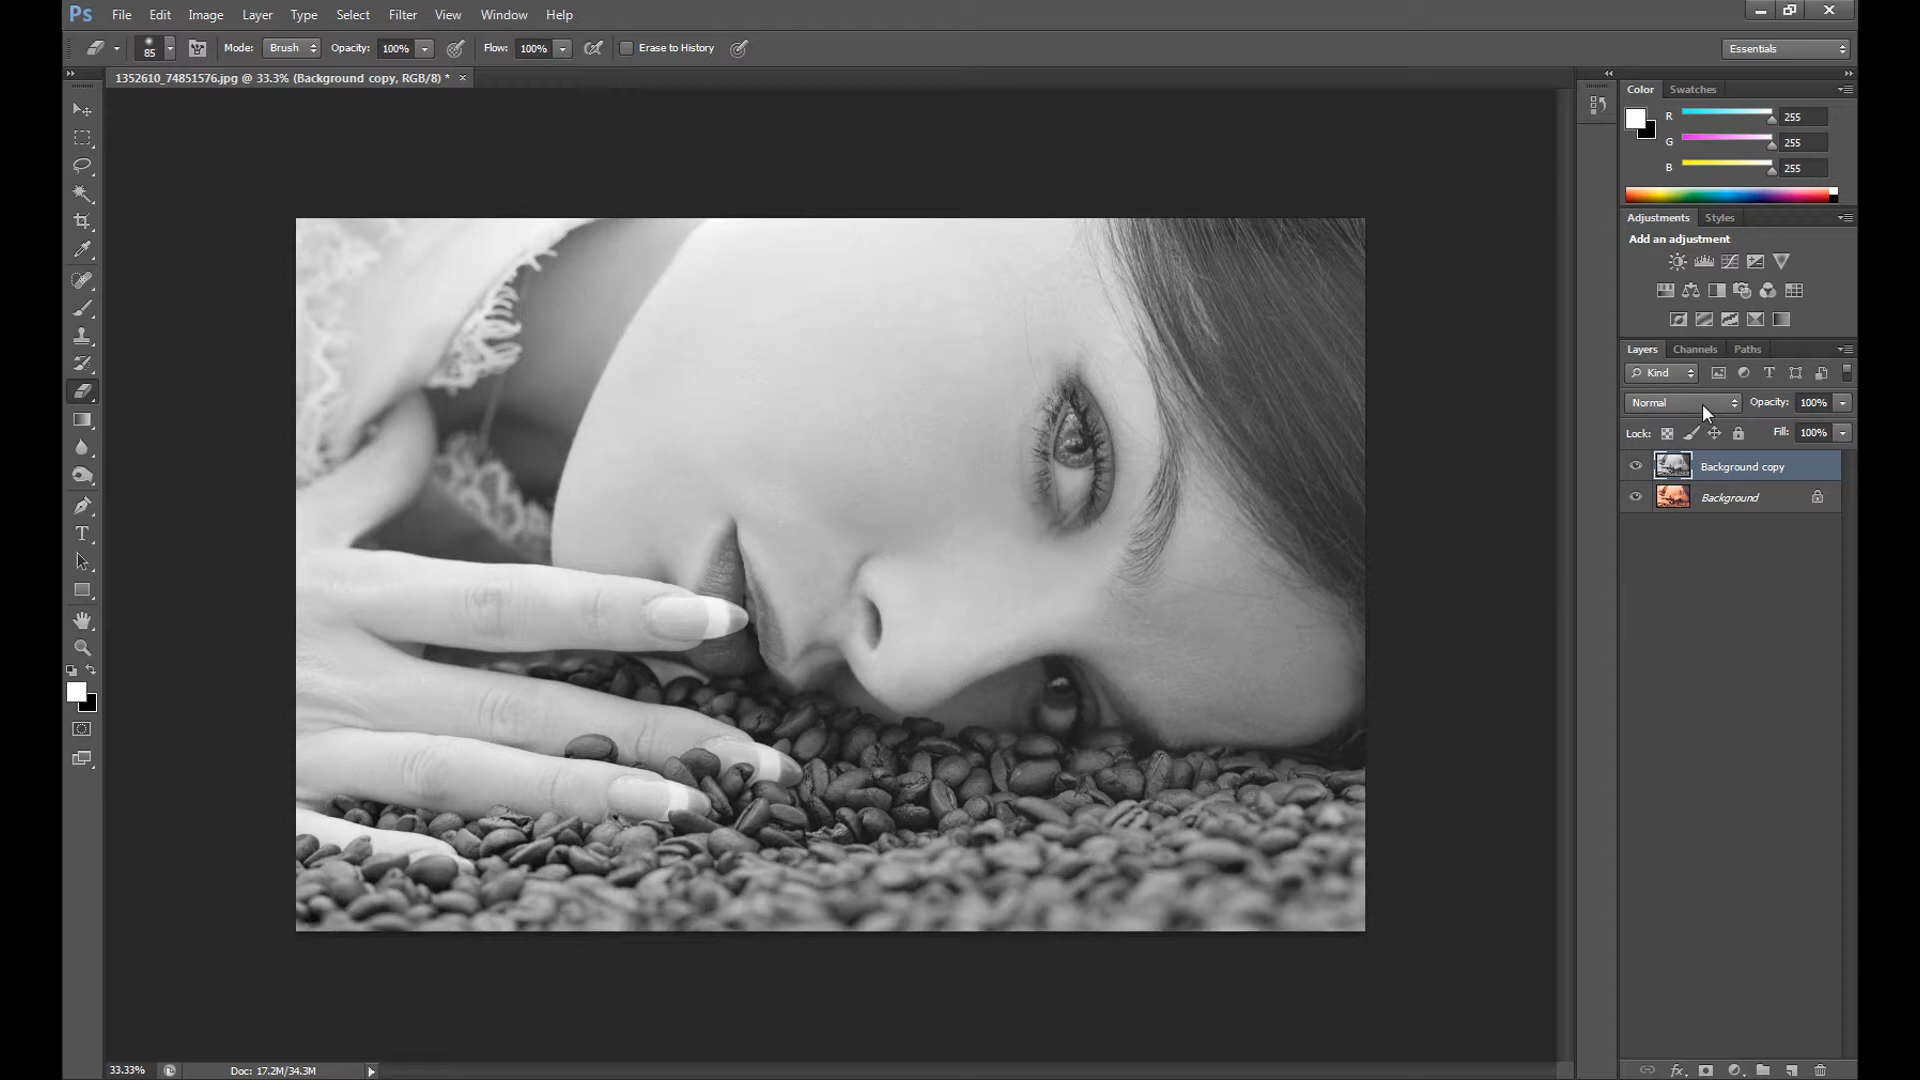 Ps File Edit Image Layer Type Select Filter View Window Help
85 Mode: Brush Opacity: 100% Flow: 100% Erase to History Essentials
1352610_74851576.jpg @ 33.3% (Background copy, RGB/8) * ×
Color Swatches
R 255
G 255
B 255
Adjustments Styles
Add an adjustment
Layers Channels Paths
Kind
Normal Opacity: 100%
Lock: Fill: 100%
Background copy
Background
33.33% Doc: 17.2M/34.3M